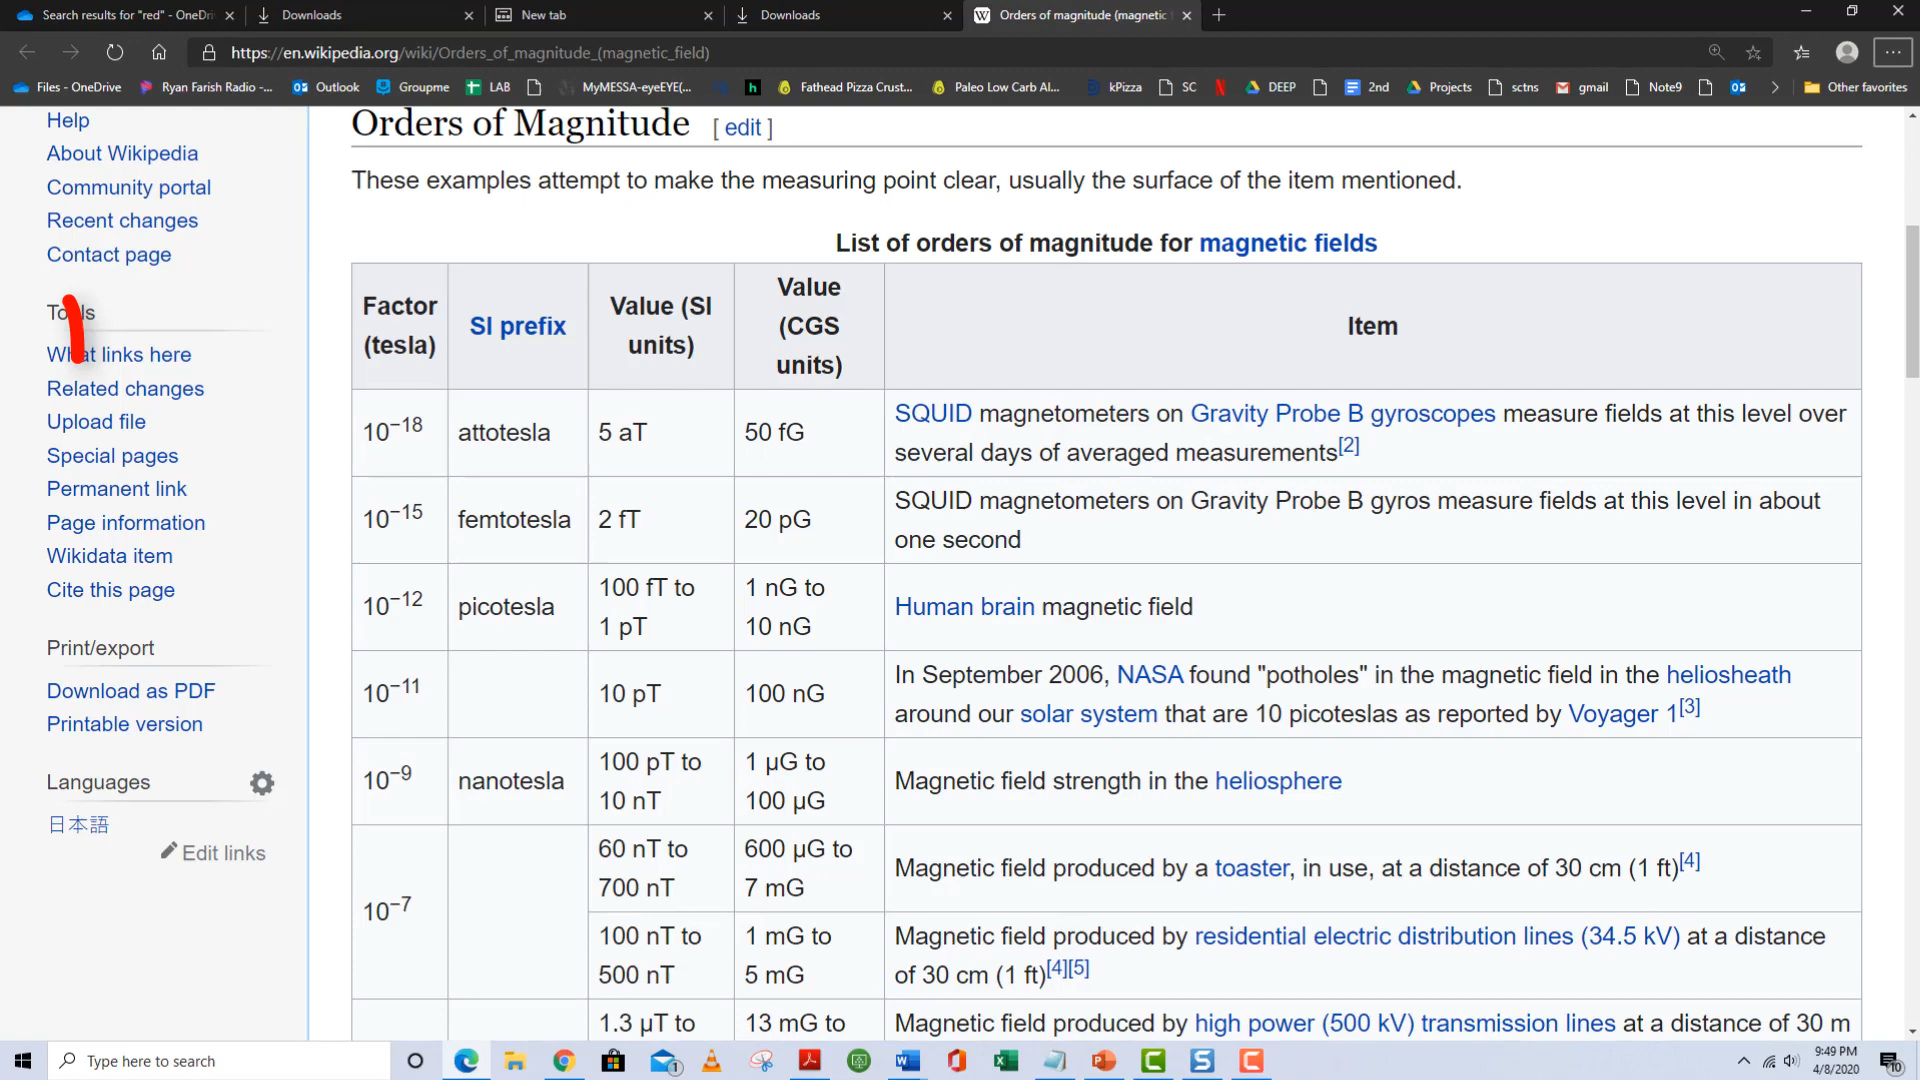 Search results for "red" - OneDri
Downloads
New tab
Downloads
Orders of magnitude (magnetic
https://en.wikipedia.org/wiki/Orders_of_magnitude_(magnetic_field)
Files - OneDrive
Ryan Farish Radio -...
Outlook
Groupme
LAB
MyMESSA-eyeEYE(...
Fathead Pizza Crust...
Paleo Low Carb Al...
kPizza
SC
DEEP
2nd
Projects
sctns
gmail
Note9
Other favorites
Help
About Wikipedia
Community portal
Recent changes
Contact page
Tools
What links here
Related changes
Upload file
Special pages
Permanent link
Page information
Wikidata item
Cite this page
Print/export
Download as PDF
Printable version
Languages
日本語
Edit links
Orders of Magnitude [ edit ]
These examples attempt to make the measuring point clear, usually the surface of the item mentioned.
List of orders of magnitude for magnetic fields
Factor (tesla) SI prefix Value (SI units) Value (CGS units) Item
10⁻¹⁸ attotesla 5 aT 50 fG SQUID magnetometers on Gravity Probe B gyroscopes measure fields at this level over
several days of averaged measurements[2]
10⁻¹⁵ femtotesla 2 fT 20 pG SQUID magnetometers on Gravity Probe B gyros measure fields at this level in about
one second
10⁻¹² picotesla 100 fT to 1 pT 1 nG to 10 nG Human brain magnetic field
10⁻¹¹ 10 pT 100 nG In September 2006, NASA found "potholes" in the magnetic field in the heliosheath
around our solar system that are 10 picoteslas as reported by Voyager 1[3]
10⁻⁹ nanotesla 100 pT to 10 nT 1 µG to 100 µG Magnetic field strength in the heliosphere
10⁻⁷ 60 nT to 700 nT 600 µG to 7 mG Magnetic field produced by a toaster, in use, at a distance of 30 cm (1 ft)[4]
100 nT to 500 nT 1 mG to 5 mG Magnetic field produced by residential electric distribution lines (34.5 kV) at a distance
of 30 cm (1 ft)[4][5]
1.3 µT to 13 mG to Magnetic field produced by high power (500 kV) transmission lines at a distance of 30 m
Type here to search
9:49 PM
4/8/2020